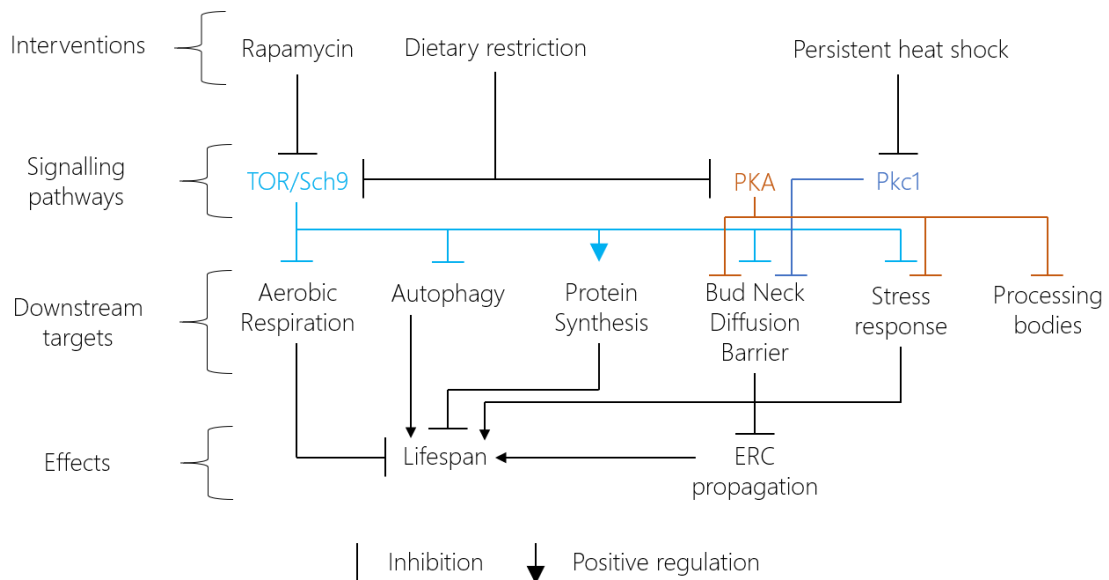 Interventions
Rapamycin
Dietary restriction
Persistent heat shock
Signalling
pathways
TOR/Sch9
PKA
Pkc1
Downstream
targets
Aerobic
Respiration
Autophagy
Protein
Synthesis
Bud Neck
Diffusion
Barrier
Stress
response
Processing
bodies
Effects
Lifespan
ERC
propagation
Inhibition
Positive regulation